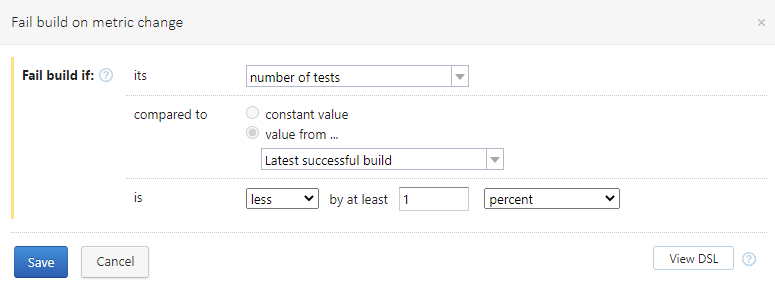 Fail build on metric change ×
Fail build if: ? its number of tests
compared to constant value
value from ...
Latest successful build
is less by at least 1 percent
Save Cancel View DSL ?